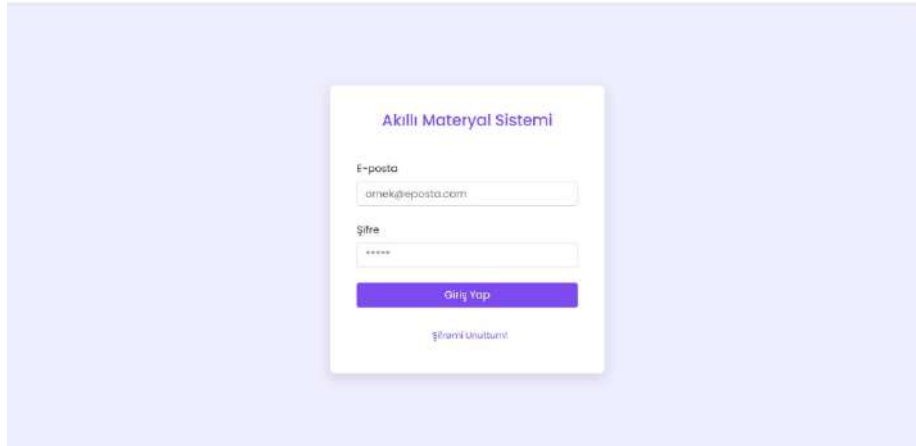 Akıllı Materyal Sistemi
E-posta
ornek@eposta.com
Şifre
*****
Giriş Yap
Şifremi Unuttum!